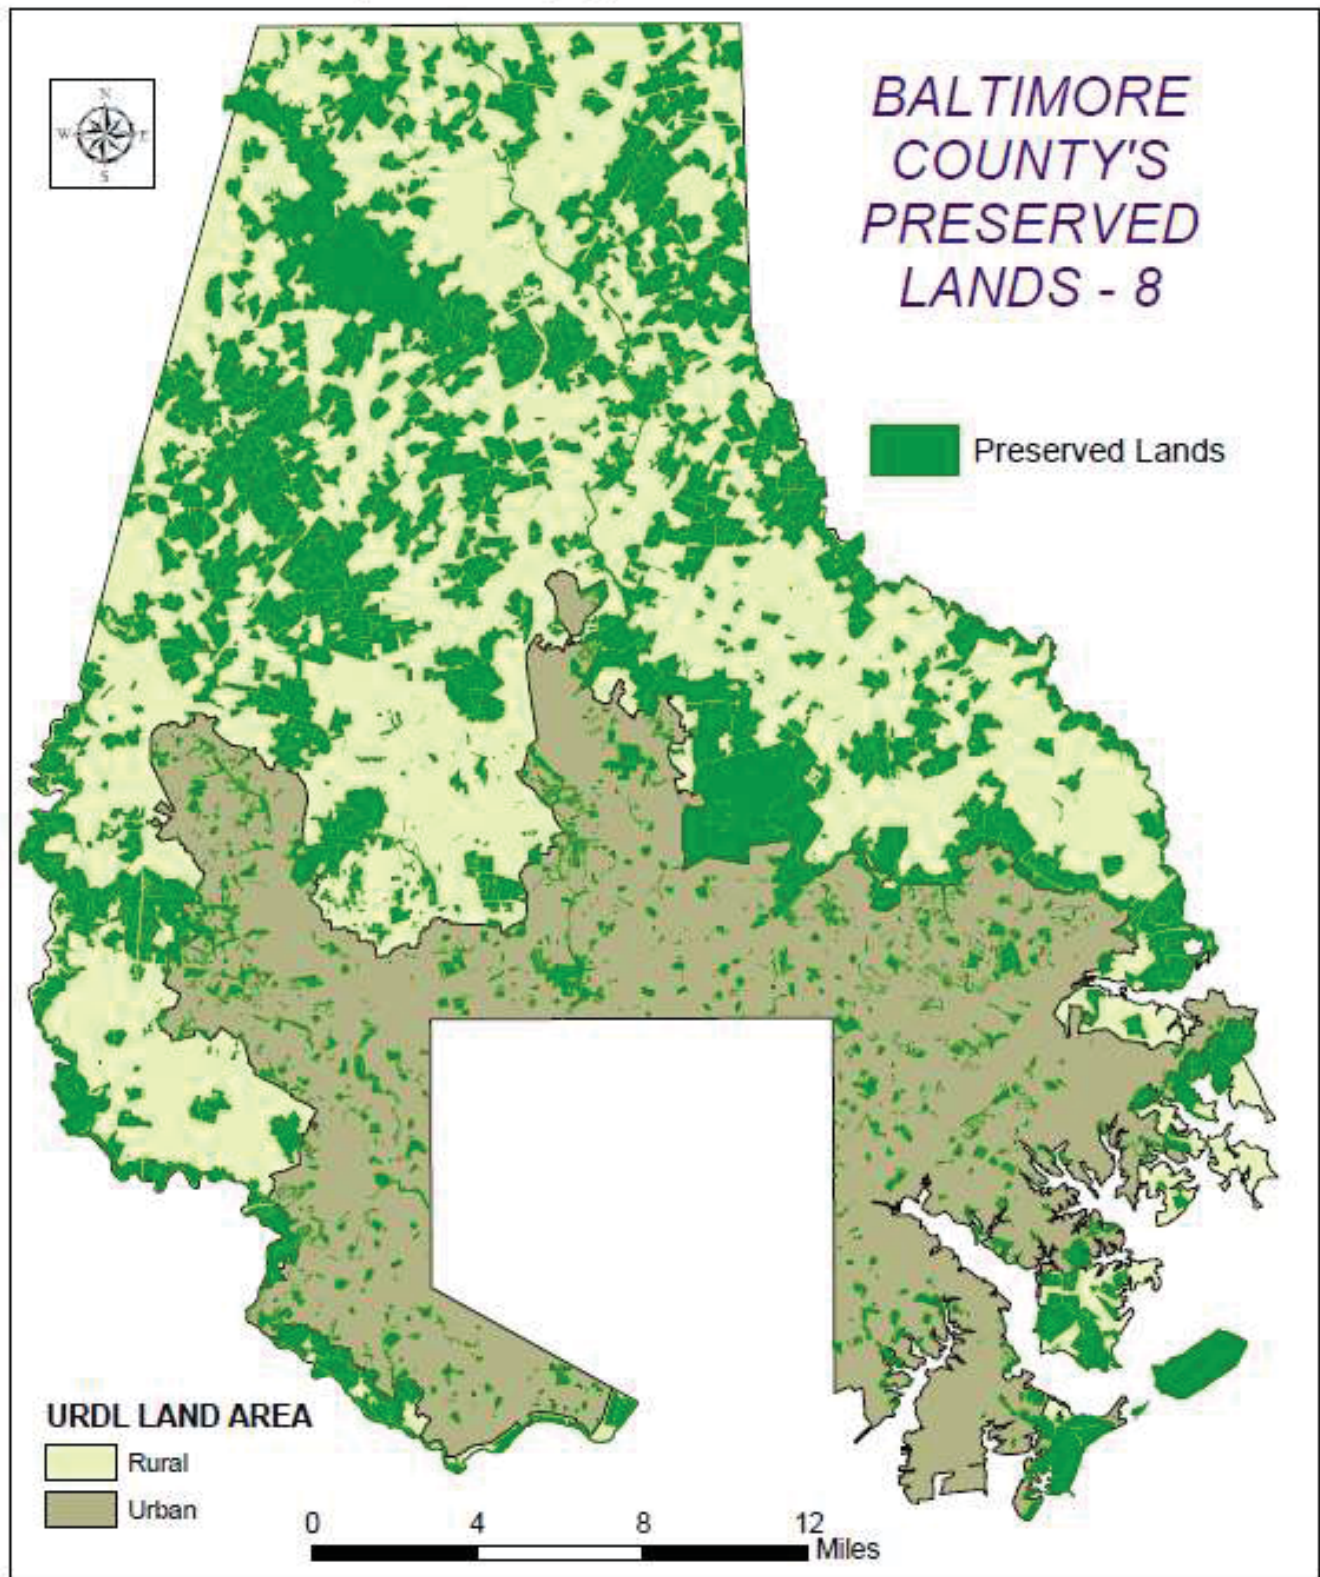 N
W E
S
BALTIMORE
COUNTY'S
PRESERVED
LANDS - 8
Preserved Lands
URDL LAND AREA
Rural
Urban
0 4 8 12
Miles